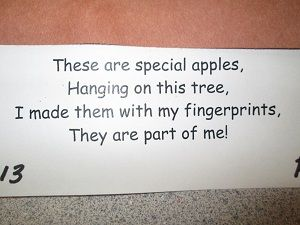 These are special apples,
Hanging on this tree,
I made them with my fingerprints,
They are part of me!
13